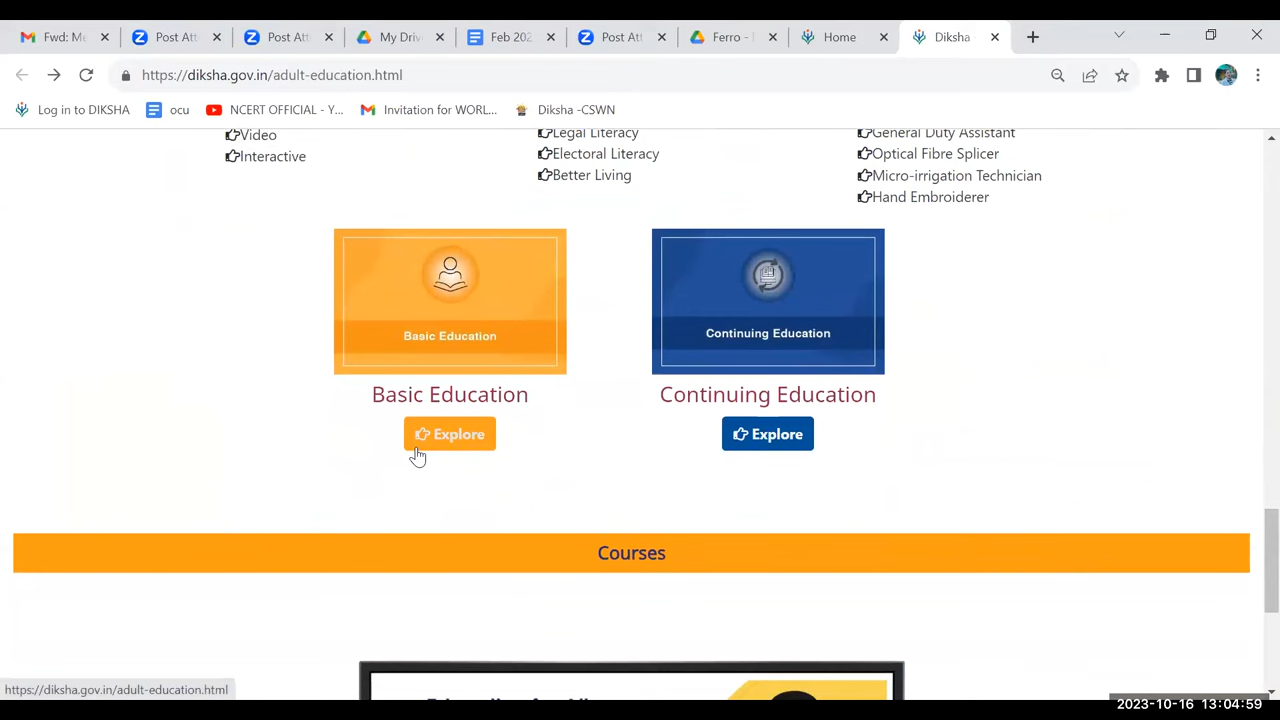 Fwd: Me
Post Att
Post Att
My Driv
Feb 202
Post Att
Ferro -
Home
Diksha
https://diksha.gov.in/adult-education.html
Log in to DIKSHA
ocu
NCERT OFFICIAL - Y...
Invitation for WORL...
Diksha -CSWN
Video
Interactive
Legal Literacy
Electoral Literacy
Better Living
General Duty Assistant
Optical Fibre Splicer
Micro-irrigation Technician
Hand Embroiderer
Basic Education
Continuing Education
Basic Education
Continuing Education
Explore
Explore
Courses
https://diksha.gov.in/adult-education.html
2023-10-16 13:04:59